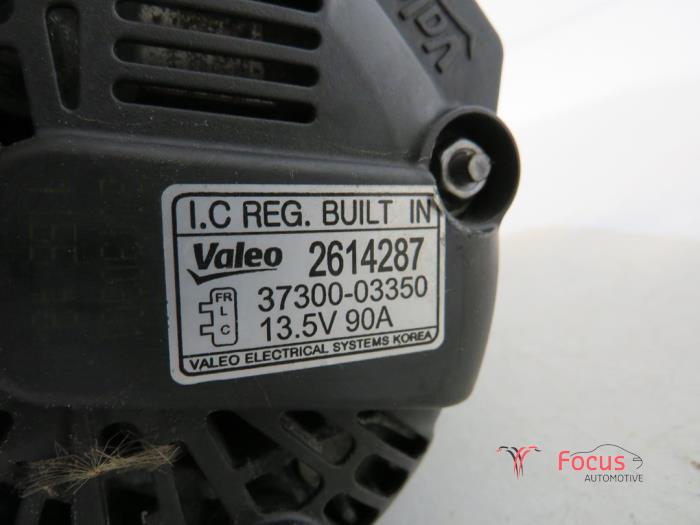 I.C REG. BUILT IN
Valeo 2614287
FR
L
C
37300-03350
13.5V 90A
VALEO ELECTRICAL SYSTEMS KOREA
Focus
AUTOMOTIVE